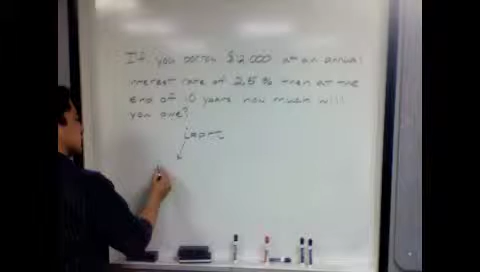 If you borrow $12,000 at an annual
interest rate of 2.5% then at the
end of 10 years how much will
you owe?
i=prt